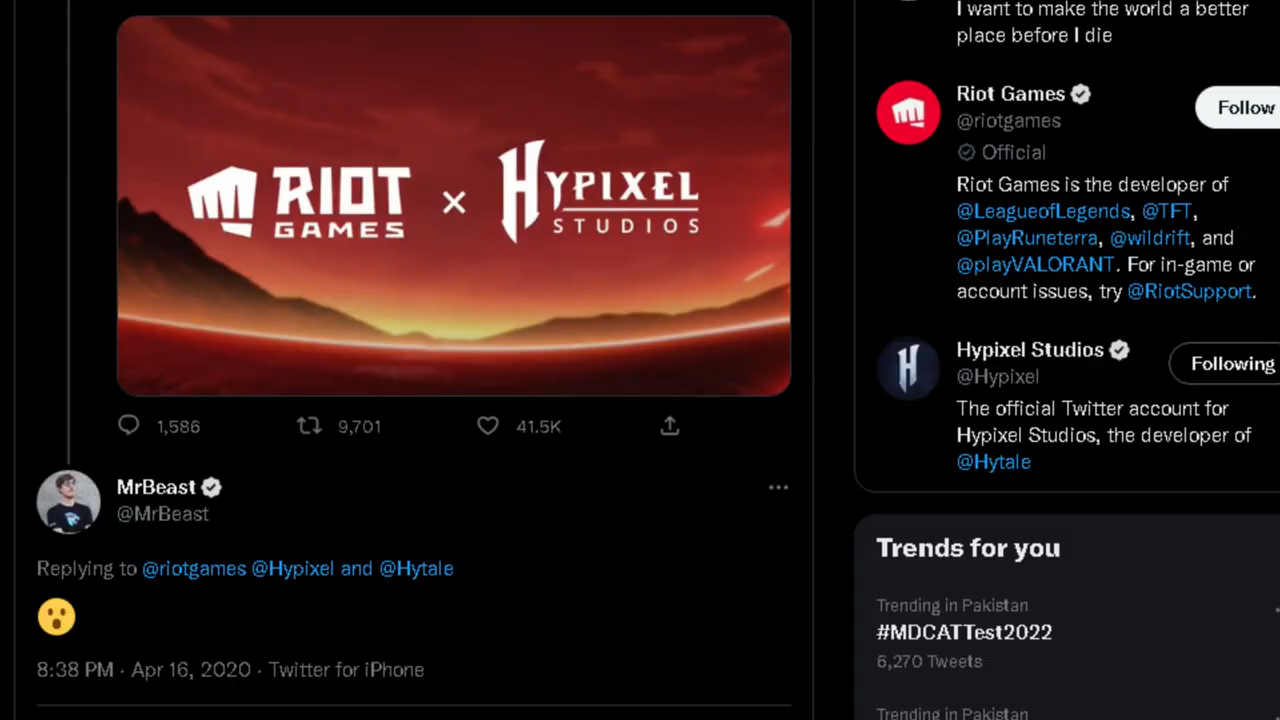 RIOT GAMES × HYPIXEL STUDIOS
1,586 9,701 41.5K
MrBeast
@MrBeast
Replying to @riotgames @Hypixel and @Hytale
😮
8:38 PM · Apr 16, 2020 · Twitter for iPhone
I want to make the world a better
place before I die
Riot Games
@riotgames
Follow
Official
Riot Games is the developer of
@LeagueofLegends, @TFT,
@PlayRuneterra, @wildrift, and
@playVALORANT. For in-game or
account issues, try @RiotSupport.
Hypixel Studios
@Hypixel
Following
The official Twitter account for
Hypixel Studios, the developer of
@Hytale
Trends for you
Trending in Pakistan
#MDCATTest2022
6,270 Tweets
Trending in Pakistan